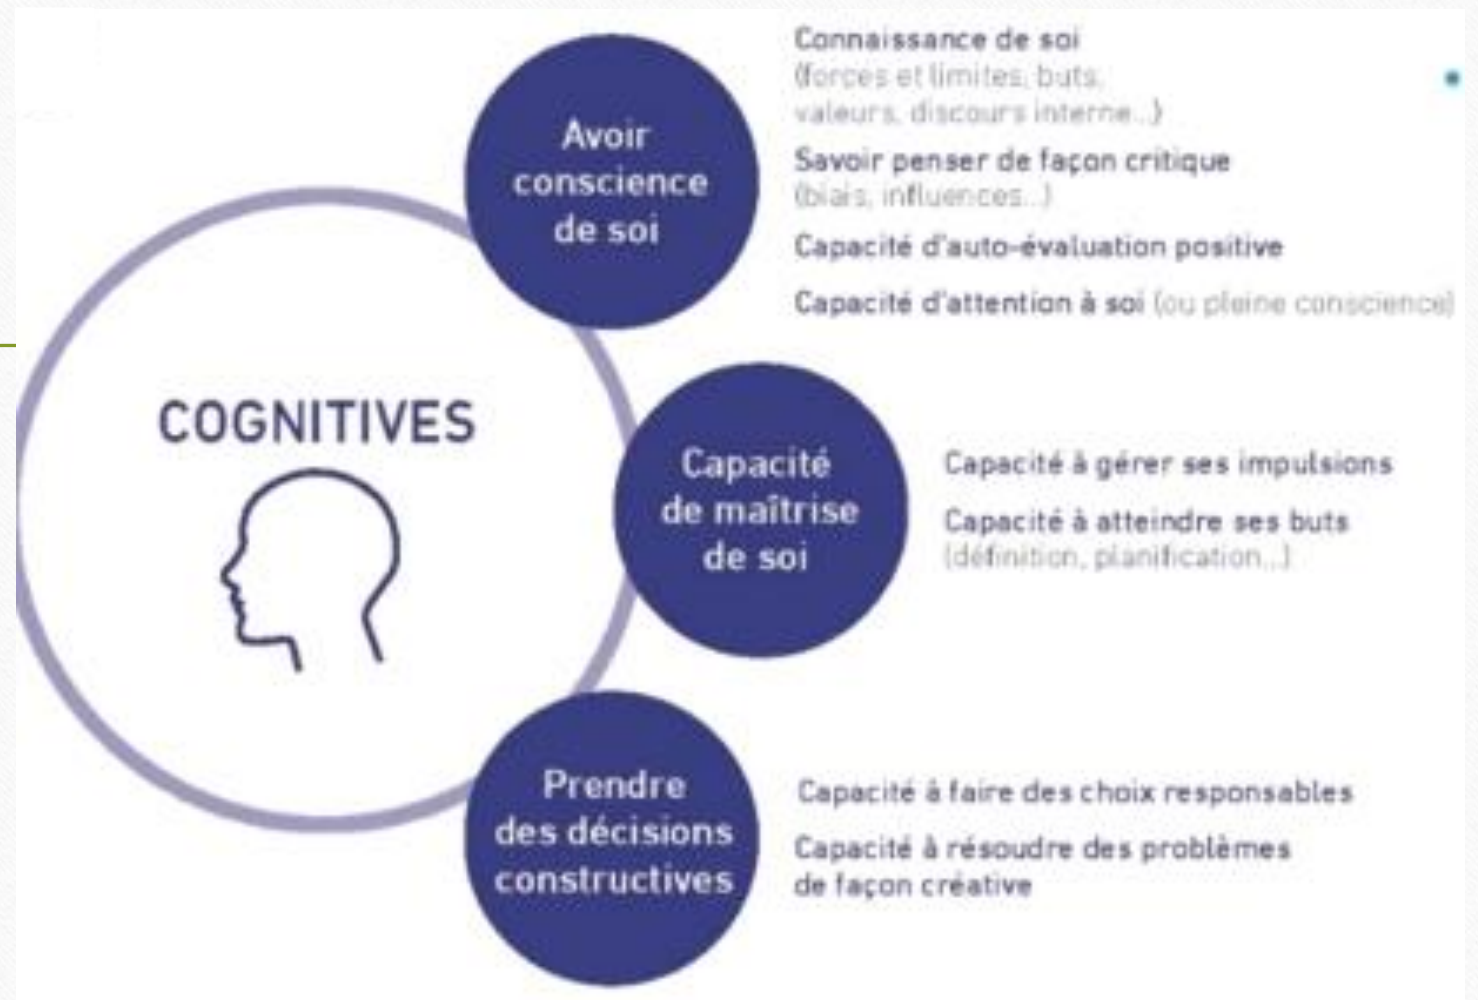 COGNITIVES
Avoir
conscience
de soi
Connaissance de soi
(forces et limites, buts,
valeurs, discours interne...)
Savoir penser de façon critique
(biais, influences...)
Capacité d'auto-évaluation positive
Capacité d'attention à soi (ou pleine conscience)
Capacité
de maîtrise
de soi
Capacité à gérer ses impulsions
Capacité à atteindre ses buts
(définition, planification...)
Prendre
des décisions
constructives
Capacité à faire des choix responsables
Capacité à résoudre des problèmes
de façon créative